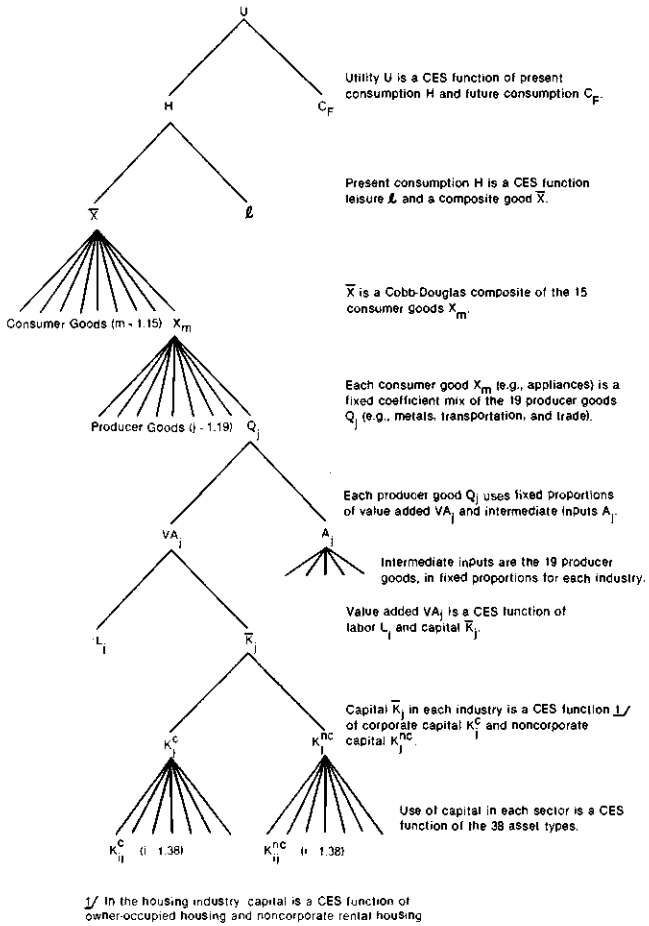 U
Utility U is a CES function of present
consumption H and future consumption C_F.
H
C_F
Present consumption H is a CES function
leisure ℓ and a composite good X̅.
X̅
ℓ
X̅ is a Cobb-Douglas composite of the 15
consumer goods X_m.
Consumer Goods (m - 1.15) X_m
Each consumer good X_m (e.g., appliances) is a
fixed coefficient mix of the 19 producer goods
Q_j (e.g., metals, transportation, and trade).
Producer Goods (j - 1.19) Q_j
Each producer good Q_j uses fixed proportions
of value added VA_j and intermediate inputs A_j.
VA_j
A_j
Intermediate inputs are the 19 producer
goods, in fixed proportions for each industry.
Value added VA_j is a CES function of
labor L_j and capital K̅_j.
L_j
K̅_j
Capital K̅_j in each industry is a CES function 1/
of corporate capital K_j^c and noncorporate
capital K_j^nc.
K_j^c
K_j^nc
Use of capital in each sector is a CES
function of the 38 asset types.
K_ij^c (i 1.38)
K_ij^nc (i 1.38)
1/ In the housing industry capital is a CES function of
owner-occupied housing and noncorporate rental housing